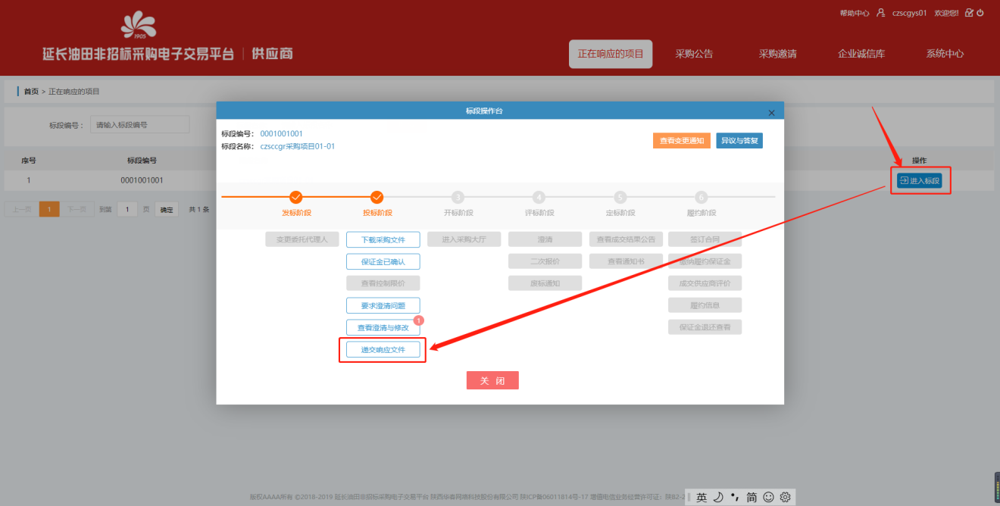 帮助中心 czscgys01 欢迎您!!
1905
延长油田非招标采购电子交易平台 | 供应商
正在响应的项目 采购公告 采购邀请 企业诚信库 系统中心
首页 > 正在响应的项目
标段操作台
标段编号： 请输入标段编号
标段编号： 0001001001
标段名称： czsccgr采购项目01-01
查看变更通知 异议与答复
序号 标段编号 操作
1 0001001001 进入标段
上一页 1 下一页 到第 1 页 确定 共 1 条
3 4 5 6
发标阶段 投标阶段 开标阶段 评标阶段 定标阶段 履约阶段
变更委托代理人 下载采购文件 进入采购大厅 澄清 查看成交结果公告 签订合同
保证金已确认 二次报价 查看通知书 缴纳履约保证金
查看控制限价 废标通知 成交供应商评价
要求澄清问题 履约信息
查看澄清与修改 1 保证金退还查看
递交响应文件
关 闭
版权AAAA所有 ©2018-2019 延长油田非招标采购电子交易平台 陕西华春网络科技股份有限公司 陕ICP备06011814号-17 增值电信业务经营许可证：陕B2-2
英 简